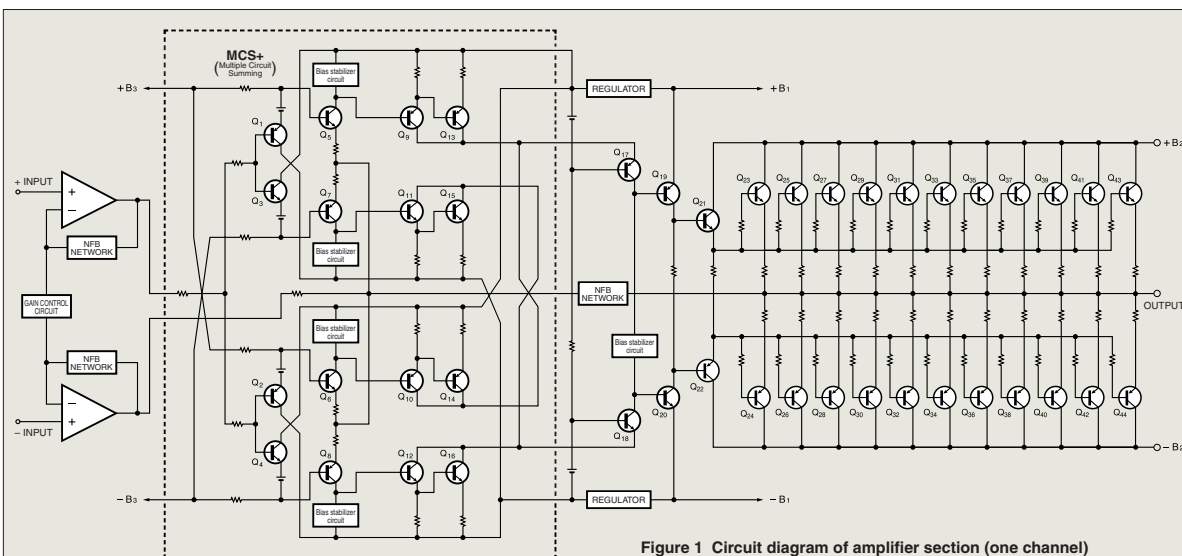 MCS+
(Multiple Circuit
Summing)
Bias stabilizer
circuit
+B3
REGULATOR
+B1
Q1
Q5
Q9
Q13
+B2
Q17
Q19
Q21
Q23
Q25
Q27
Q29
Q31
Q33
Q35
Q37
Q39
Q41
Q43
+ INPUT
+
−
Q3
Q7
Q11
Q15
NFB
NETWORK
Bias stabilizer
circuit
GAIN CONTROL
CIRCUIT
NFB
NETWORK
OUTPUT
Bias stabilizer
circuit
Bias stabilizer
circuit
NFB
NETWORK
−
+
− INPUT
Q2
Q6
Q10
Q14
Q22
Q20
Q18
Q24
Q26
Q28
Q30
Q32
Q34
Q36
Q38
Q40
Q42
Q44
Q4
Q8
Q12
Q16
− B2
− B3
Bias stabilizer
circuit
REGULATOR
− B1
Figure 1 Circuit diagram of amplifier section (one channel)